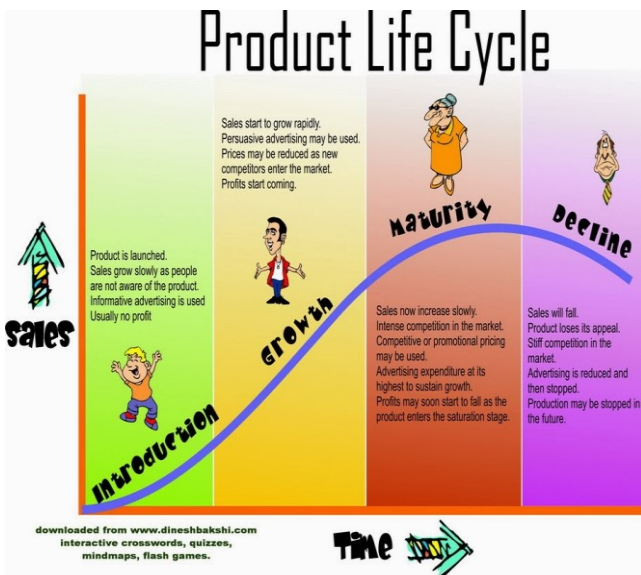 Product Life Cycle
Sales start to grow rapidly.
Persuasive advertising may be used.
Prices may be reduced as new
competitors enter the market.
Profits start coming.
Product is launched.
Sales grow slowly as people
are not aware of the product.
Informative advertising is used
Usually no profit
Sales
Introduction
Growth
Maturity
Decline
Sales now increase slowly.
Intense competition in the market.
Competitive or promotional pricing
may be used.
Advertising expenditure at its
highest to sustain growth.
Profits may soon start to fall as the
product enters the saturation stage.
Sales will fall.
Product loses its appeal.
Stiff competition in the
market.
Advertising is reduced and
then stopped.
Production may be stopped in
the future.
downloaded from www.dineshbakshi.com
interactive crosswords, quizzes,
mindmaps, flash games.
Time